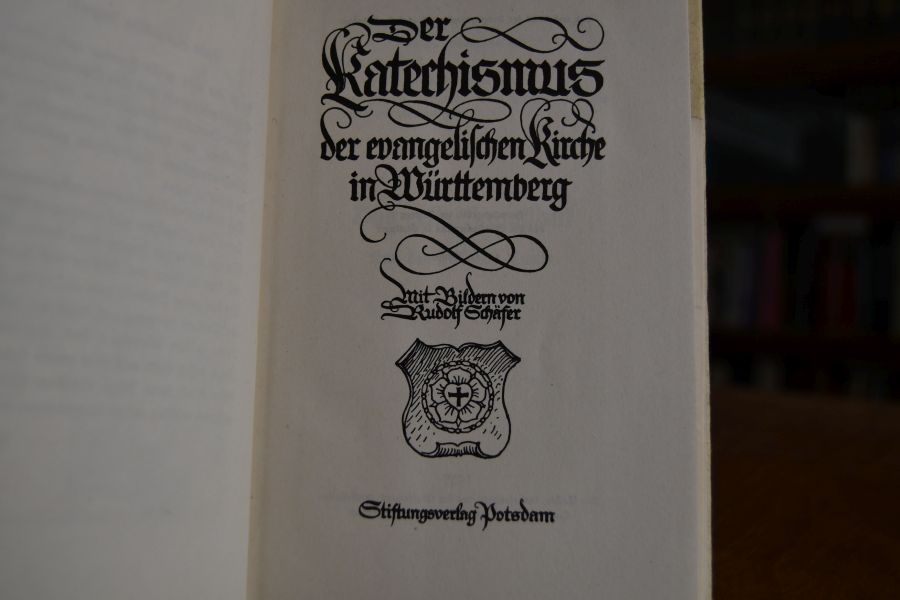 Der
Katechismus
der evangeliſchen Kirche
in Württemberg
Mit Bildern von
Rudolf Schäfer
Stiftungsverlag Potsdam